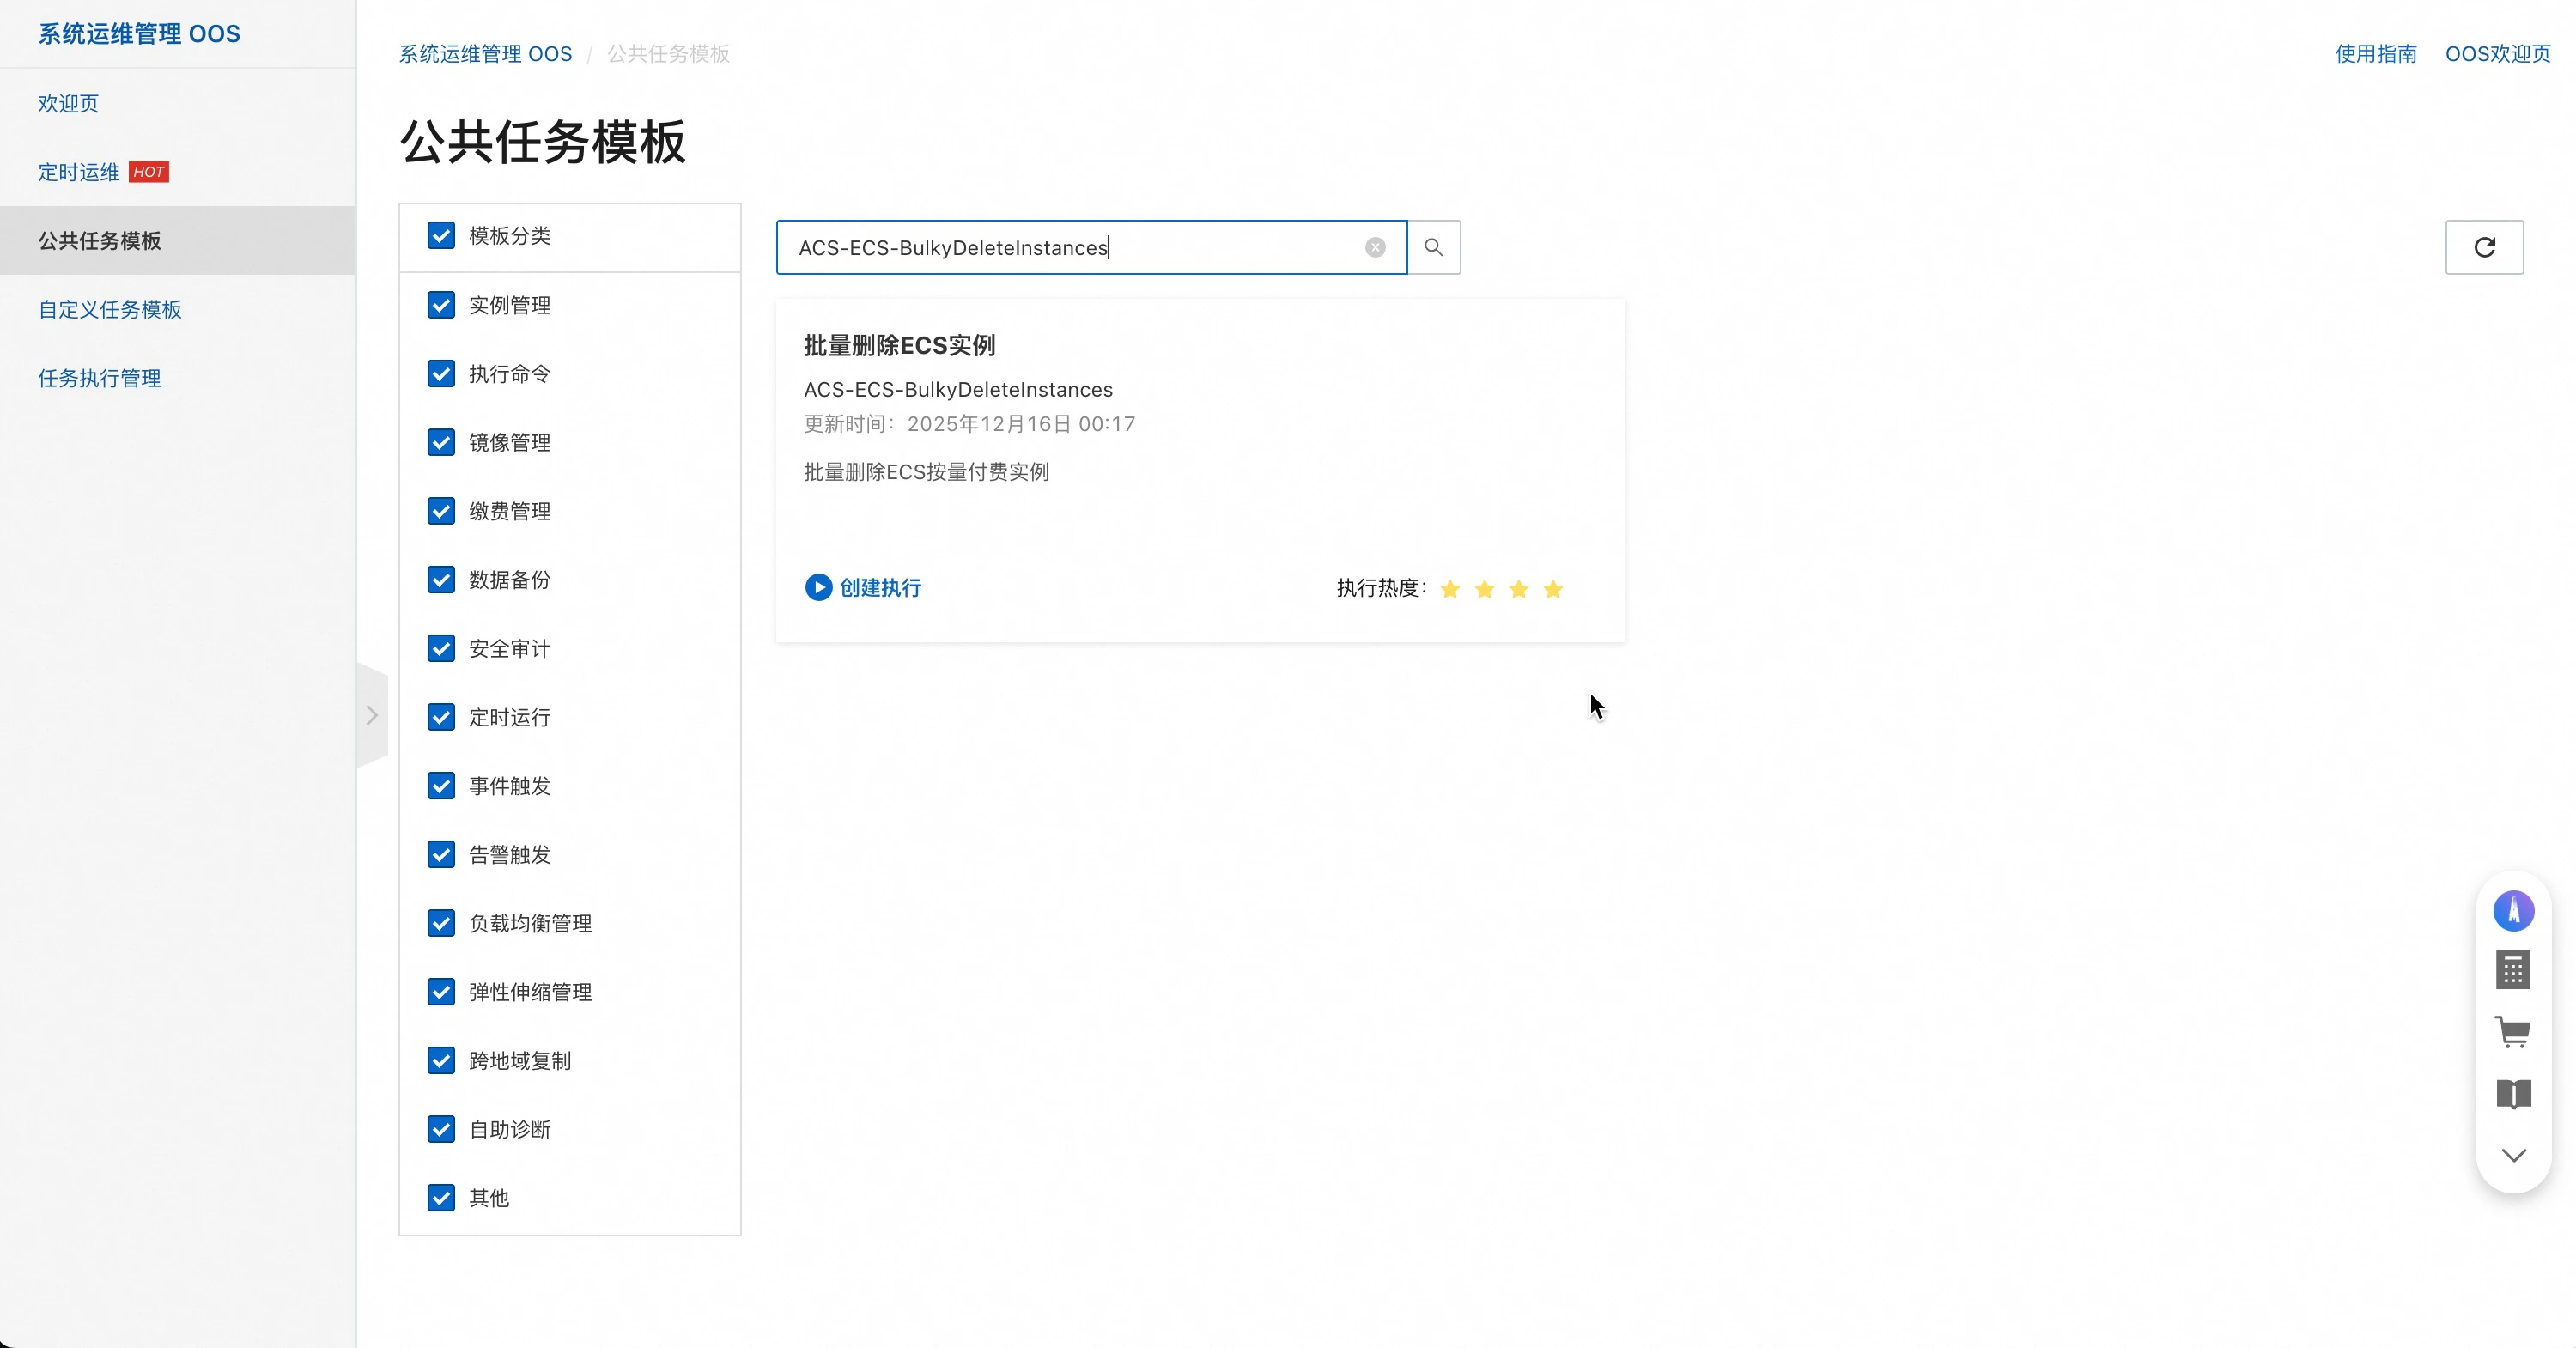 系统运维管理 OOS
欢迎页
定时运维 HOT
公共任务模板
自定义任务模板
任务执行管理
系统运维管理 OOS / 公共任务模板
使用指南 OOS欢迎页
公共任务模板
模板分类
实例管理
执行命令
镜像管理
缴费管理
数据备份
安全审计
定时运行
事件触发
告警触发
负载均衡管理
弹性伸缩管理
跨地域复制
自助诊断
其他
ACS-ECS-BulkyDeleteInstances
批量删除ECS实例
ACS-ECS-BulkyDeleteInstances
更新时间：2025年12月16日 00:17
批量删除ECS按量付费实例
创建执行
执行热度：